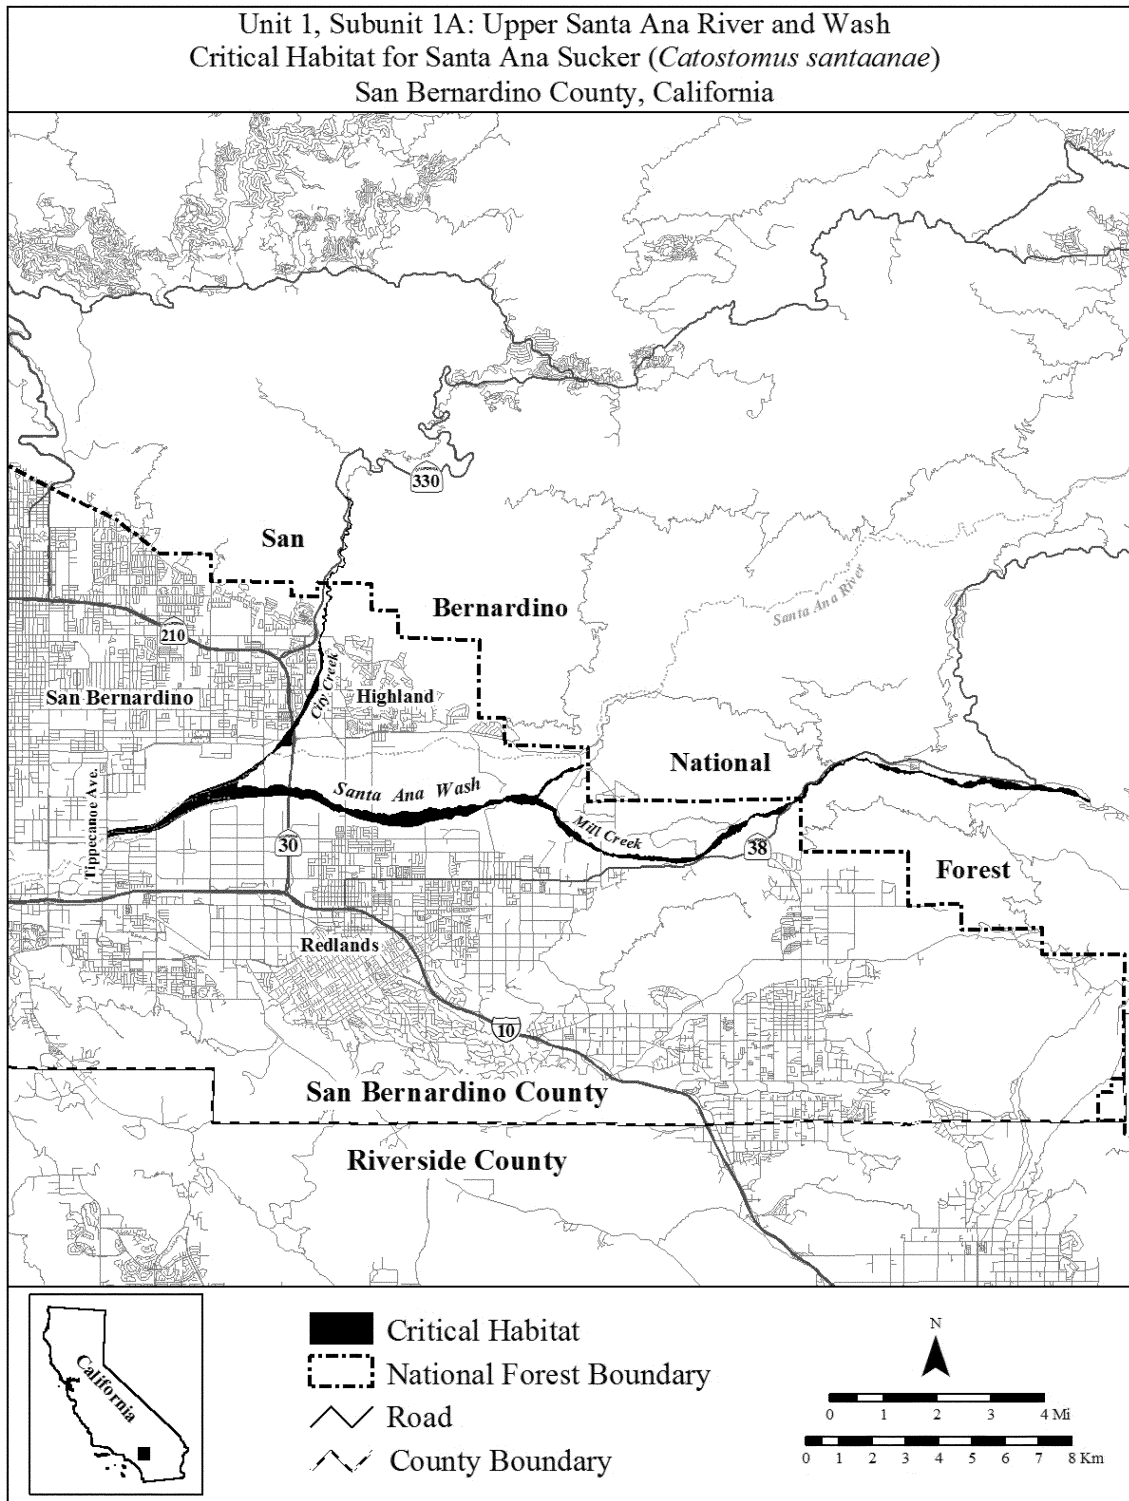 Unit 1, Subunit 1A: Upper Santa Ana River and Wash
Critical Habitat for Santa Ana Sucker (Catostomus santaanae)
San Bernardino County, California
CALIFORNIA
330
San
Bernardino
Santa Ana River
210
San Bernardino
City Creek
Highland
National
Tippecanoe Ave.
Santa Ana Wash
Mill Creek
30
38
Forest
Redlands
10
San Bernardino County
Riverside County
California
Critical Habitat
National Forest Boundary
Road
County Boundary
N
0 1 2 3 4 Mi
0 1 2 3 4 5 6 7 8 Km